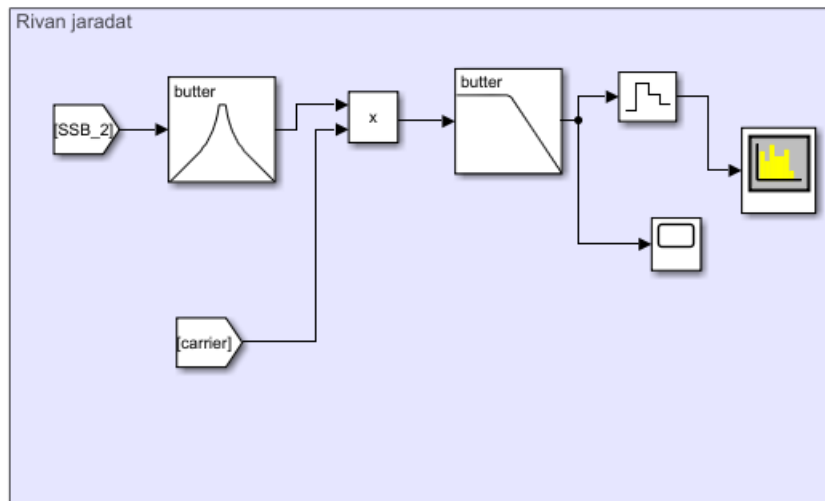 Rivan jaradat
butter
butter
[SSB_2]
x
[carrier]